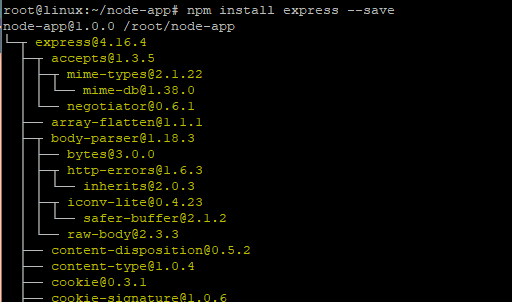 root@linux:~/node-app# npm install express --save
node-app@1.0.0 /root/node-app
└─┬ express@4.16.4
  ├─┬ accepts@1.3.5
  │ ├─┬ mime-types@2.1.22
  │ │ └── mime-db@1.38.0
  │ └── negotiator@0.6.1
  ├── array-flatten@1.1.1
  ├─┬ body-parser@1.18.3
  │ ├── bytes@3.0.0
  │ ├─┬ http-errors@1.6.3
  │ │ └── inherits@2.0.3
  │ ├─┬ iconv-lite@0.4.23
  │ │ └── safer-buffer@2.1.2
  │ └── raw-body@2.3.3
  ├── content-disposition@0.5.2
  ├── content-type@1.0.4
  ├── cookie@0.3.1
  ├── cookie-signature@1.0.6